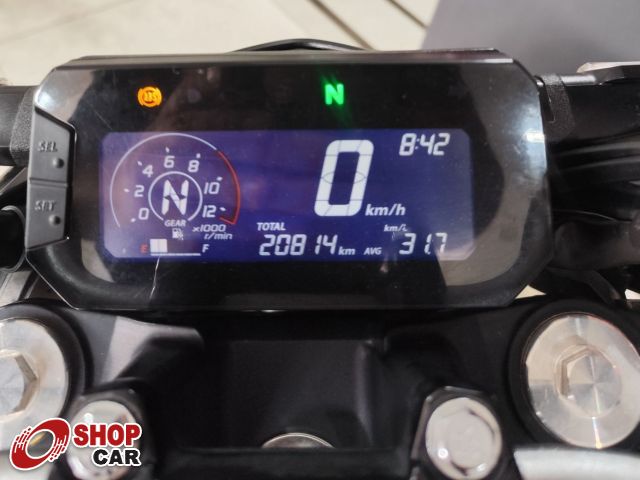 ABS
N
SEL
SET
8:42
0 km/h
0 2 4 6 8 10 12
N
GEAR
x1000
r/min
E F
TOTAL
20814 km
km/L
AVG 31.7
SHOP
CAR